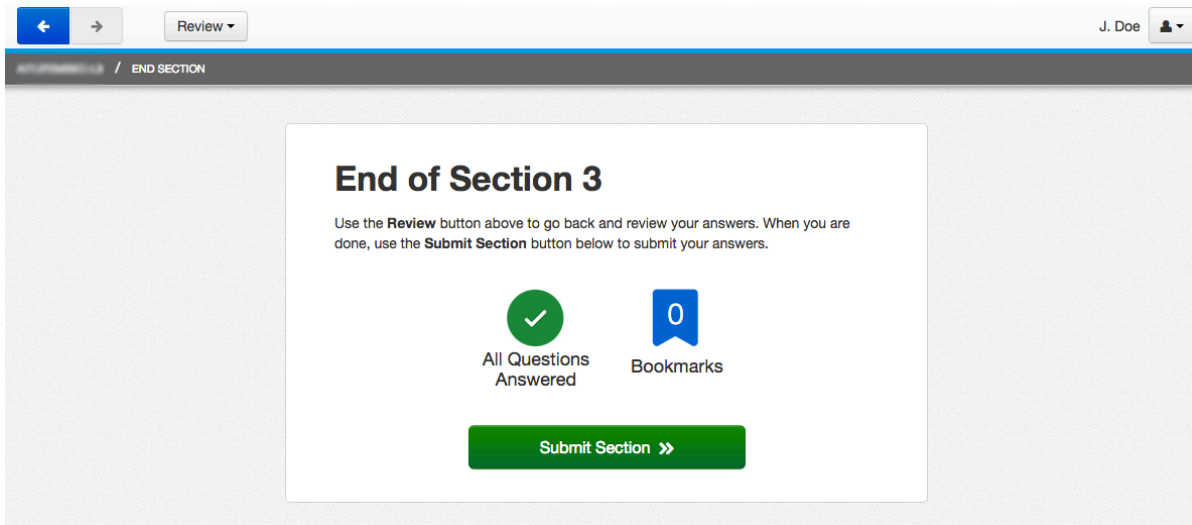 Review
J. Doe
/ END SECTION
End of Section 3
Use the Review button above to go back and review your answers. When you are
done, use the Submit Section button below to submit your answers.
0
All Questions
Answered
Bookmarks
Submit Section